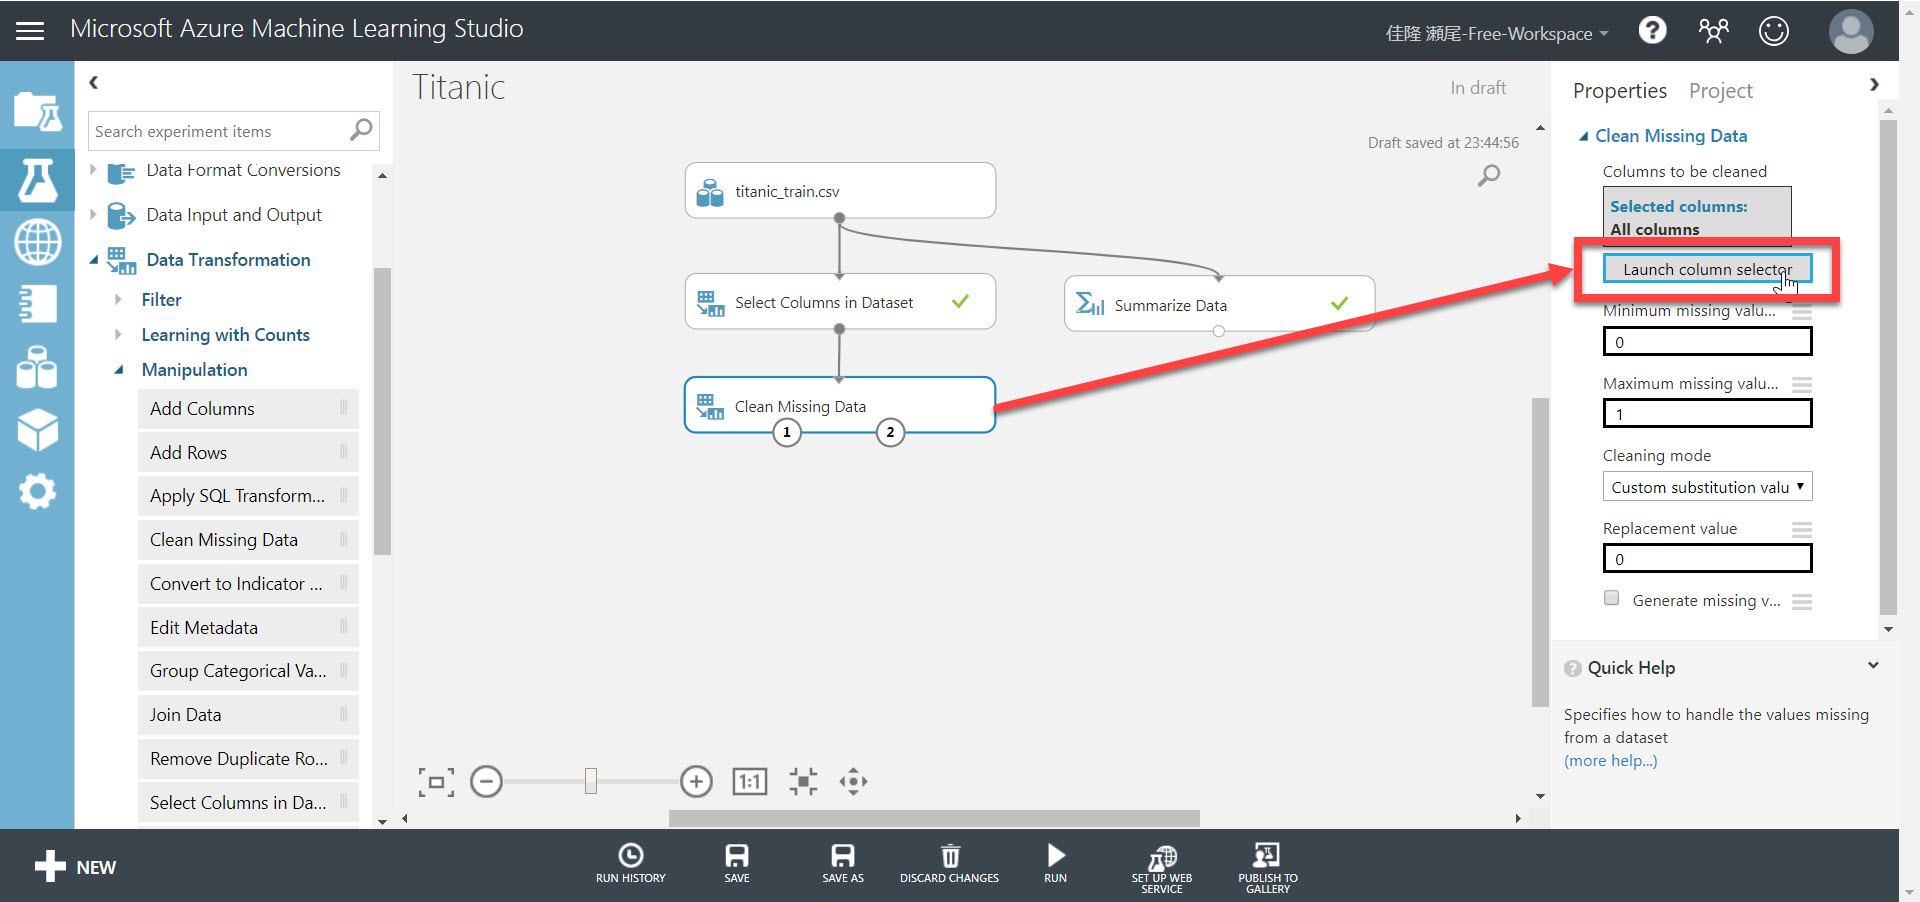 Microsoft Azure Machine Learning Studio
佳隆 瀬尾-Free-Workspace
?
Search experiment items
Data Format Conversions
Data Input and Output
Data Transformation
Filter
Learning with Counts
Manipulation
Add Columns
Add Rows
Apply SQL Transform...
Clean Missing Data
Convert to Indicator ...
Edit Metadata
Group Categorical Va...
Join Data
Remove Duplicate Ro...
Select Columns in Da...
Titanic
In draft
Draft saved at 23:44:56
titanic_train.csv
Select Columns in Dataset
Summarize Data
Clean Missing Data
1
2
1:1
Properties
Project
Clean Missing Data
Columns to be cleaned
Selected columns:
All columns
Launch column selector
Minimum missing valu...
0
Maximum missing valu...
1
Cleaning mode
Custom substitution valu
Replacement value
0
Generate missing v...
? Quick Help
Specifies how to handle the values missing
from a dataset
(more help...)
NEW
RUN HISTORY
SAVE
SAVE AS
DISCARD CHANGES
RUN
SET UP WEB
SERVICE
PUBLISH TO
GALLERY